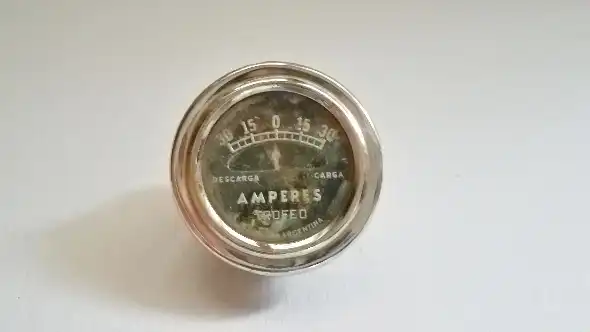 30 15 0 15 30
DESCARGA CARGA
AMPERES
TROFEO
ARGENTINA